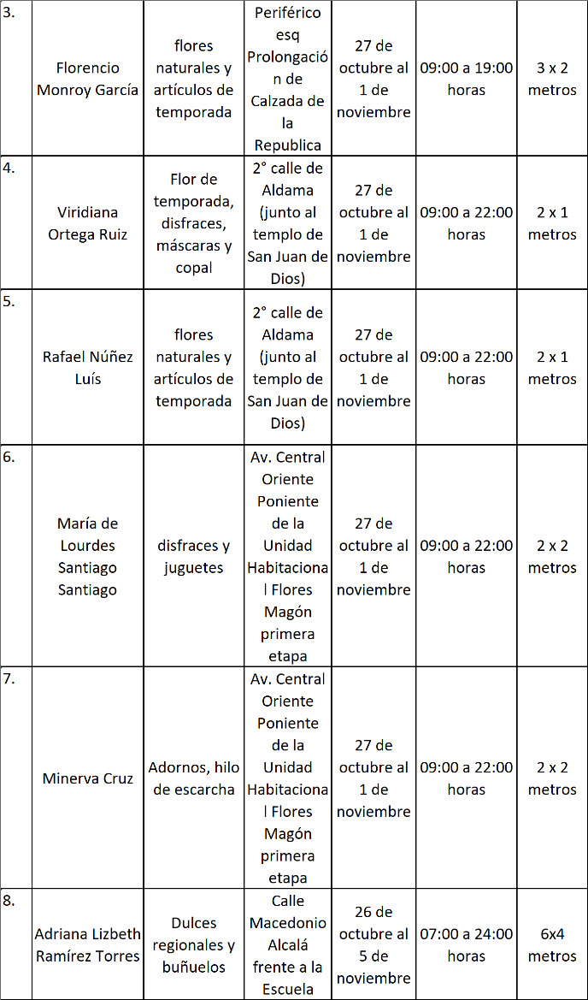 3.
Florencio
Monroy García
flores
naturales y
artículos de
temporada
Periférico
esq
Prolongació
n de
Calzada de
la
Republica
27 de
octubre al
1 de
noviembre
09:00 a 19:00
horas
3 x 2
metros
4.
Viridiana
Ortega Ruiz
Flor de
temporada,
disfraces,
máscaras y
copal
2° calle de
Aldama
(junto al
templo de
San Juan de
Dios)
27 de
octubre al
1 de
noviembre
09:00 a 22:00
horas
2 x 1
metros
5.
Rafael Núñez
Luís
flores
naturales y
artículos de
temporada
2° calle de
Aldama
(junto al
templo de
San Juan de
Dios)
27 de
octubre al
1 de
noviembre
09:00 a 22:00
horas
2 x 1
metros
6.
María de
Lourdes
Santiago
Santiago
disfraces y
juguetes
Av. Central
Oriente
Poniente
de la
Unidad
Habitaciona
l Flores
Magón
primera
etapa
27 de
octubre al
1 de
noviembre
09:00 a 22:00
horas
2 x 2
metros
7.
Minerva Cruz
Adornos, hilo
de escarcha
Av. Central
Oriente
Poniente
de la
Unidad
Habitaciona
l Flores
Magón
primera
etapa
27 de
octubre al
1 de
noviembre
09:00 a 22:00
horas
2 x 2
metros
8.
Adriana Lizbeth
Ramírez Torres
Dulces
regionales y
buñuelos
Calle
Macedonio
Alcalá
frente a la
Escuela
26 de
octubre al
5 de
noviembre
07:00 a 24:00
horas
6x4
metros